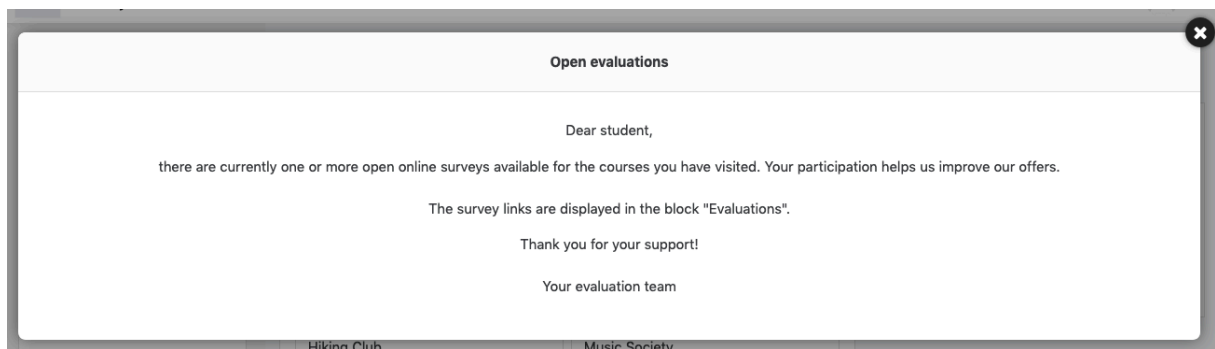 Open evaluations
Dear student,
there are currently one or more open online surveys available for the courses you have visited. Your participation helps us improve our offers.
The survey links are displayed in the block "Evaluations".
Thank you for your support!
Your evaluation team
Hiking Club
Music Society